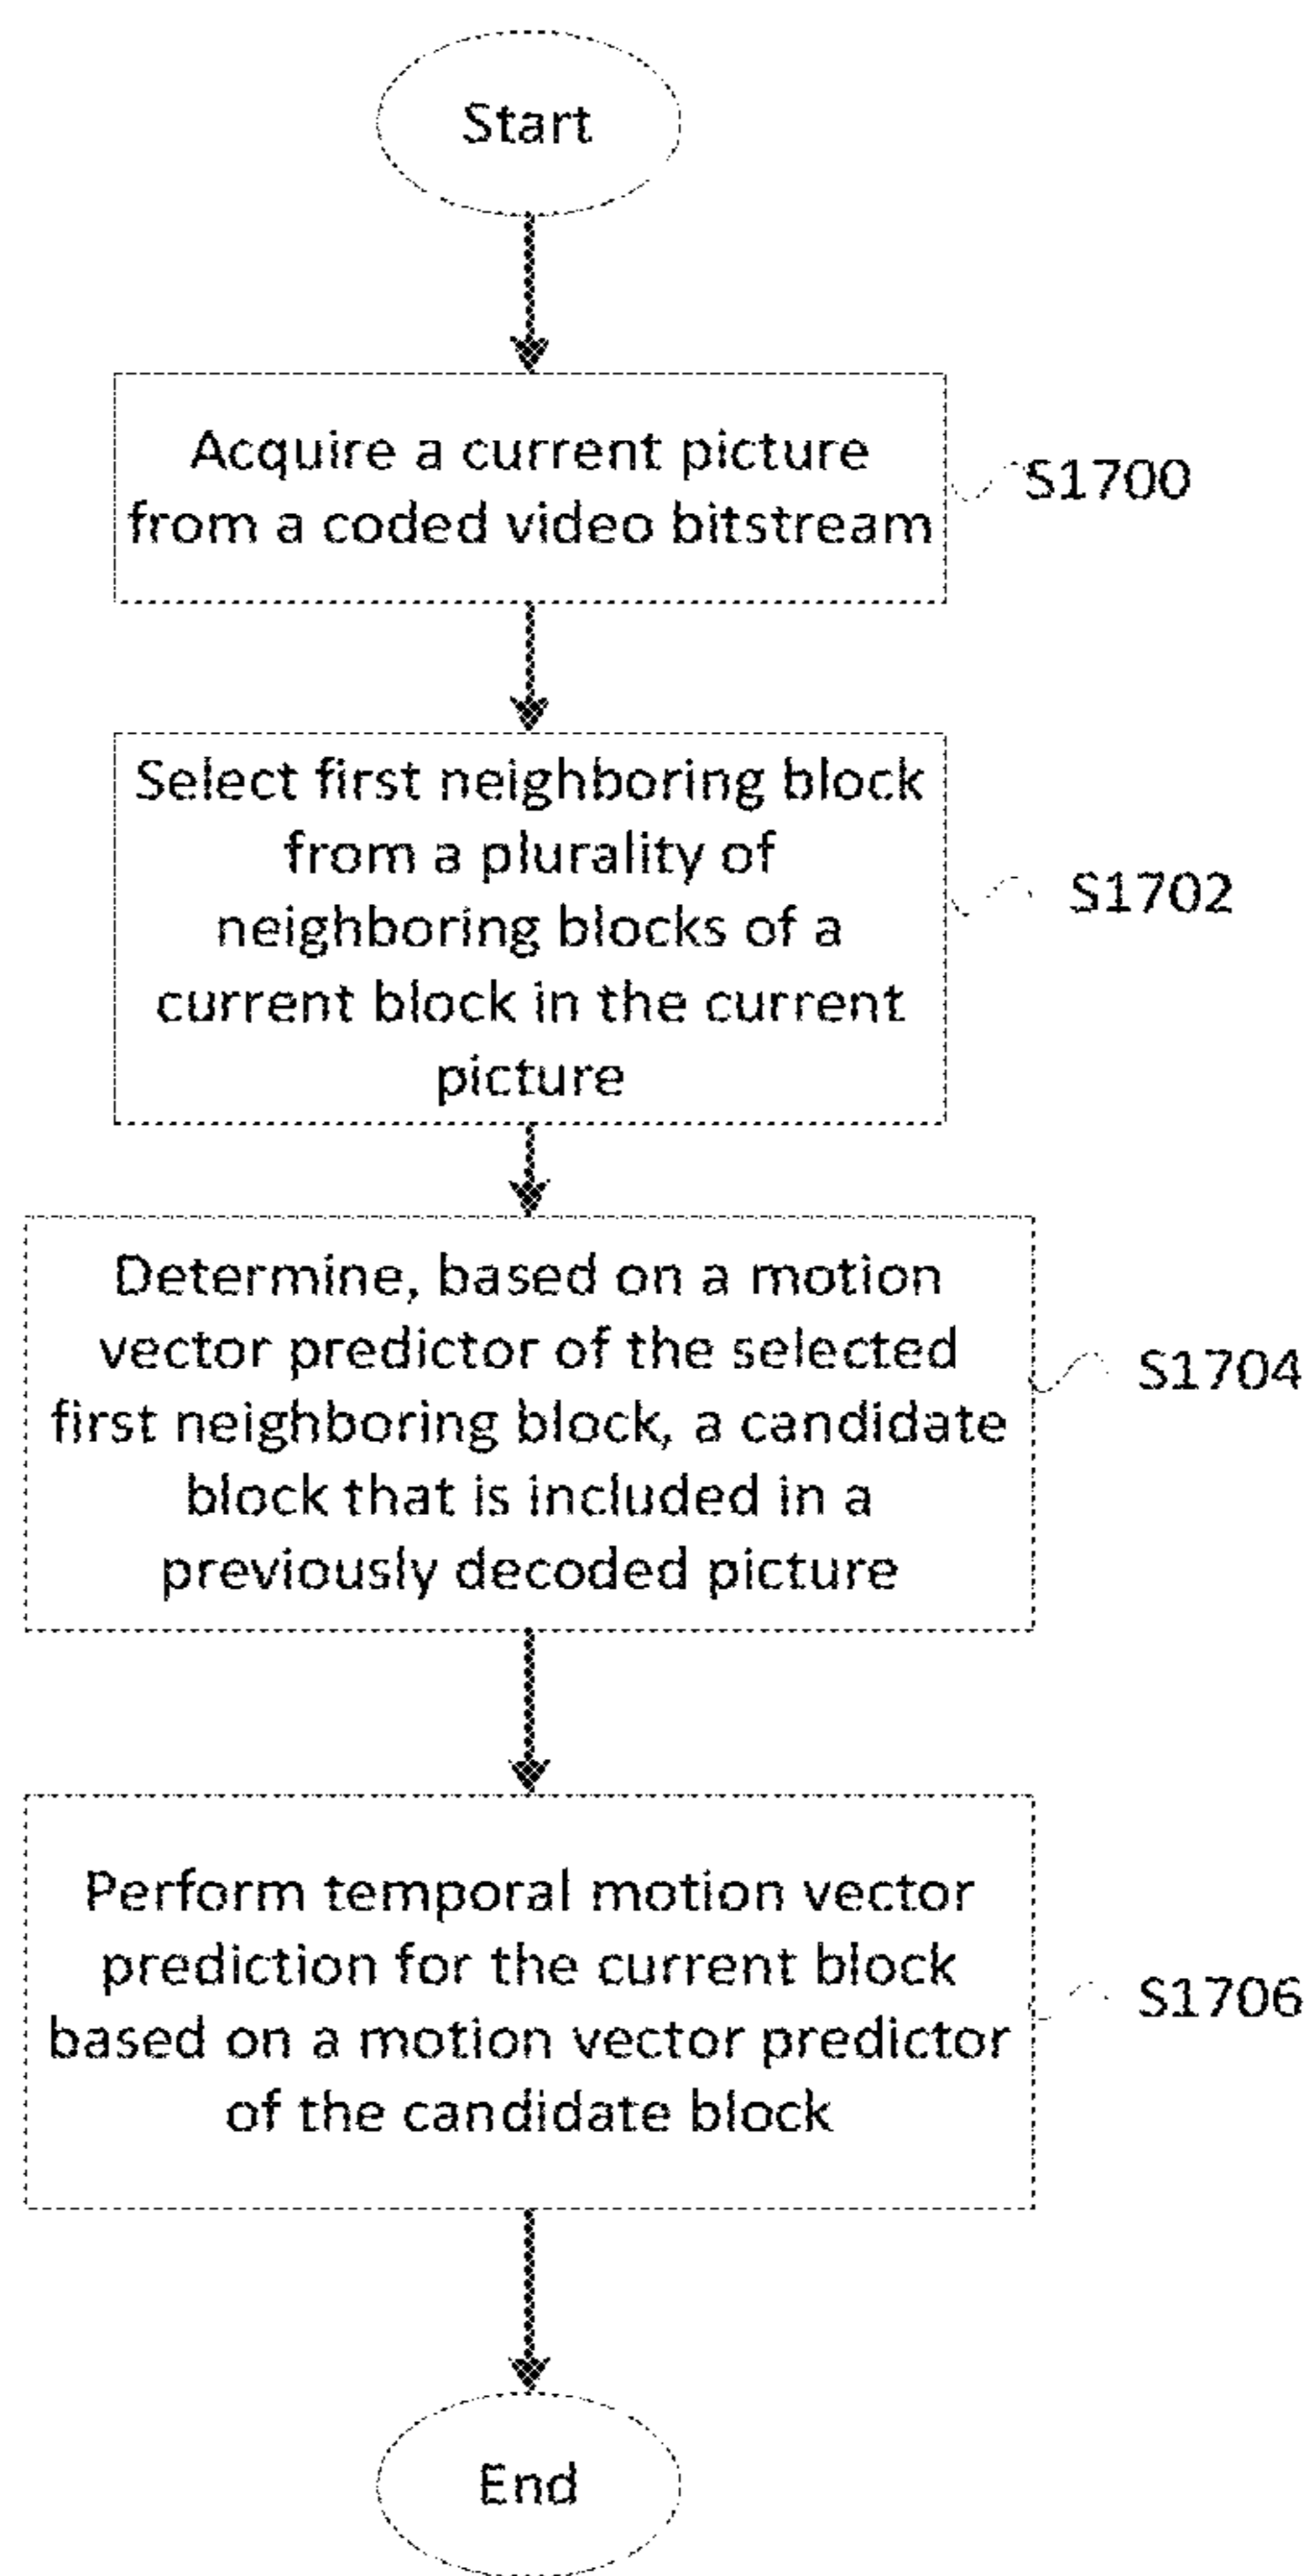 Start
Acquire a current picture
from a coded video bitstream
S1700
Select first neighboring block
from a plurality of
neighboring blocks of a
current block in the current
picture
S1702
Determine, based on a motion
vector predictor of the selected
first neighboring block, a candidate
block that is included in a
previously decoded picture
S1704
Perform temporal motion vector
prediction for the current block
based on a motion vector predictor
of the candidate block
S1706
End